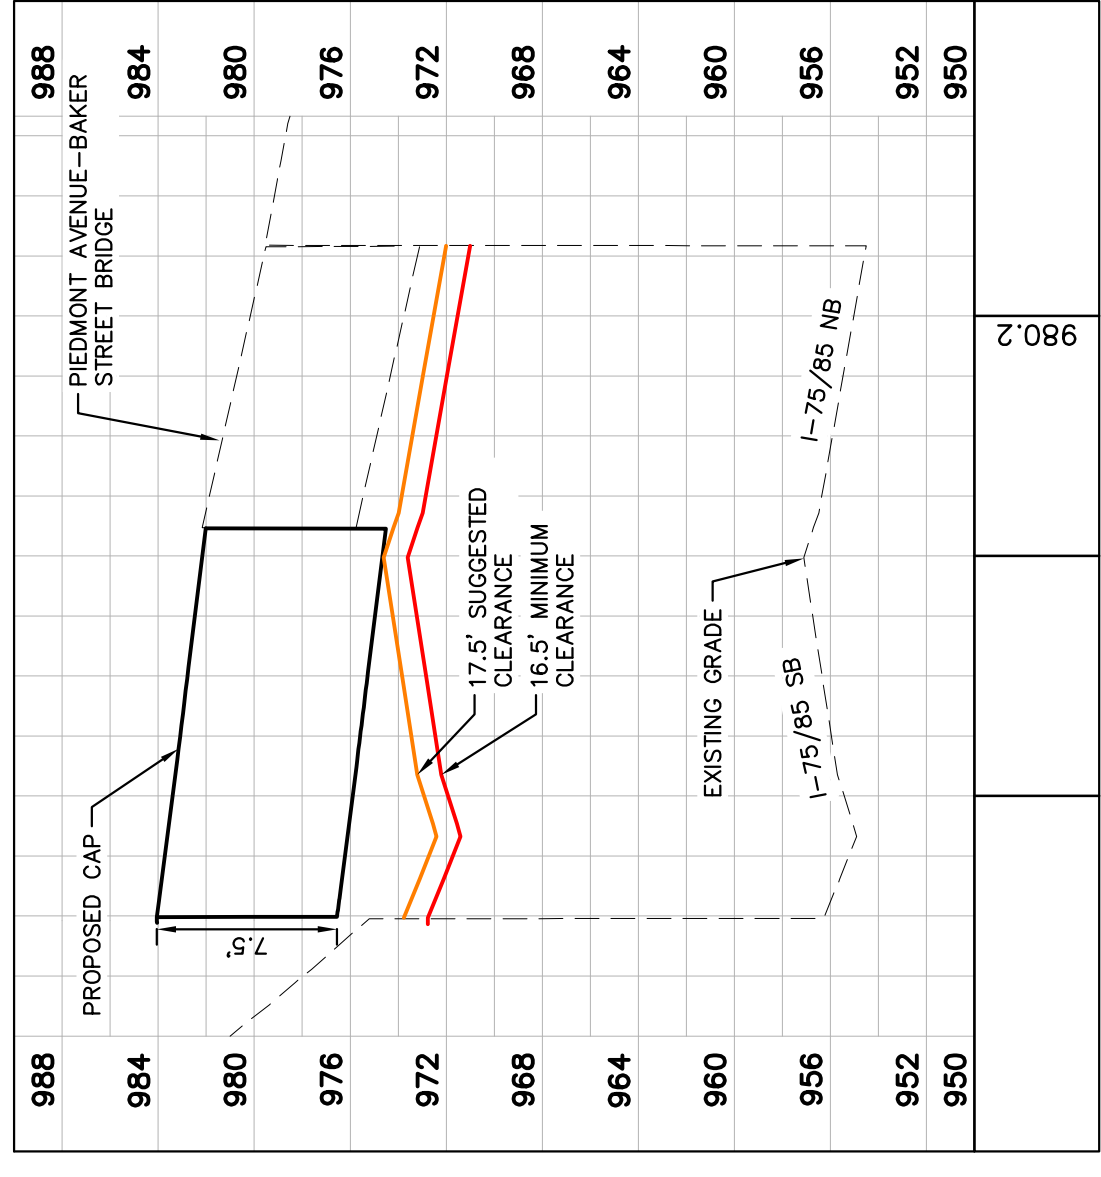 988
984
980
976
972
968
964
960
956
952
950
PIEDMONT AVENUE-BAKER
STREET BRIDGE
PROPOSED CAP
7.5'
17.5' SUGGESTED
CLEARANCE
16.5' MINIMUM
CLEARANCE
EXISTING GRADE
I-75/85 SB
I-75/85 NB
980.2
988
984
980
976
972
968
964
960
956
952
950